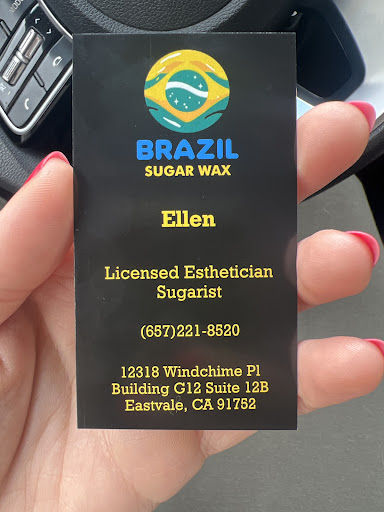 BRAZIL
SUGAR WAX
Ellen
Licensed Esthetician
Sugarist
(657)221-8520
12318 Windchime Pl
Building G12 Suite 12B
Eastvale, CA 91752